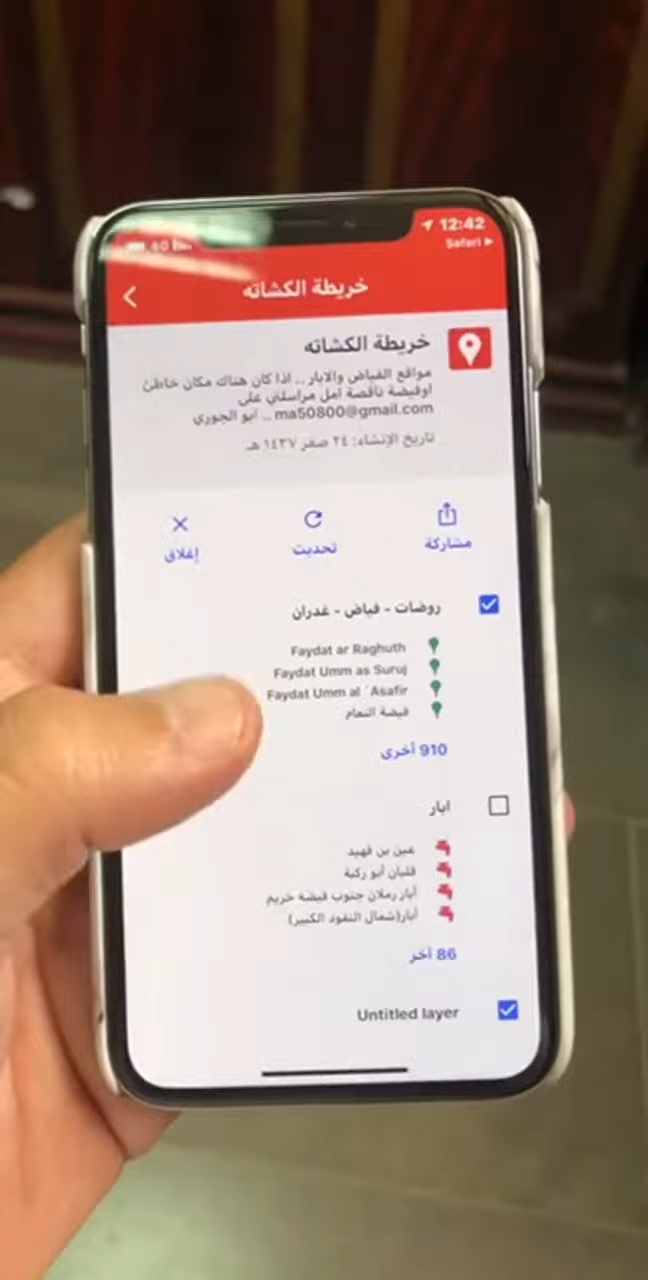 12:42
Safari
خريطة الكشاته
خريطة الكشاته
مواقع الفياض والابار .. اذا كان هناك مكان خاطئ
اوفيضة ناقصة امل مراسلتي على
ma50800@gmail.com .. ابو الجوري
تاريخ الإنشاء: ٢٤ صفر ١٤٣٧ هـ
مشاركة
تحديث
إغلاق
روضات - فياض - غدران
Faydat ar Raghuth
Faydat Umm as Suruj
Faydat Umm al `Asafir
فيضة النعام
910 أخرى
ابار
عين بن فهيد
قلبان أبو ركبة
آبار رملان جنوب فيضة خريم
آبار(شمال النفود الكبير)
86 آخر
Untitled layer